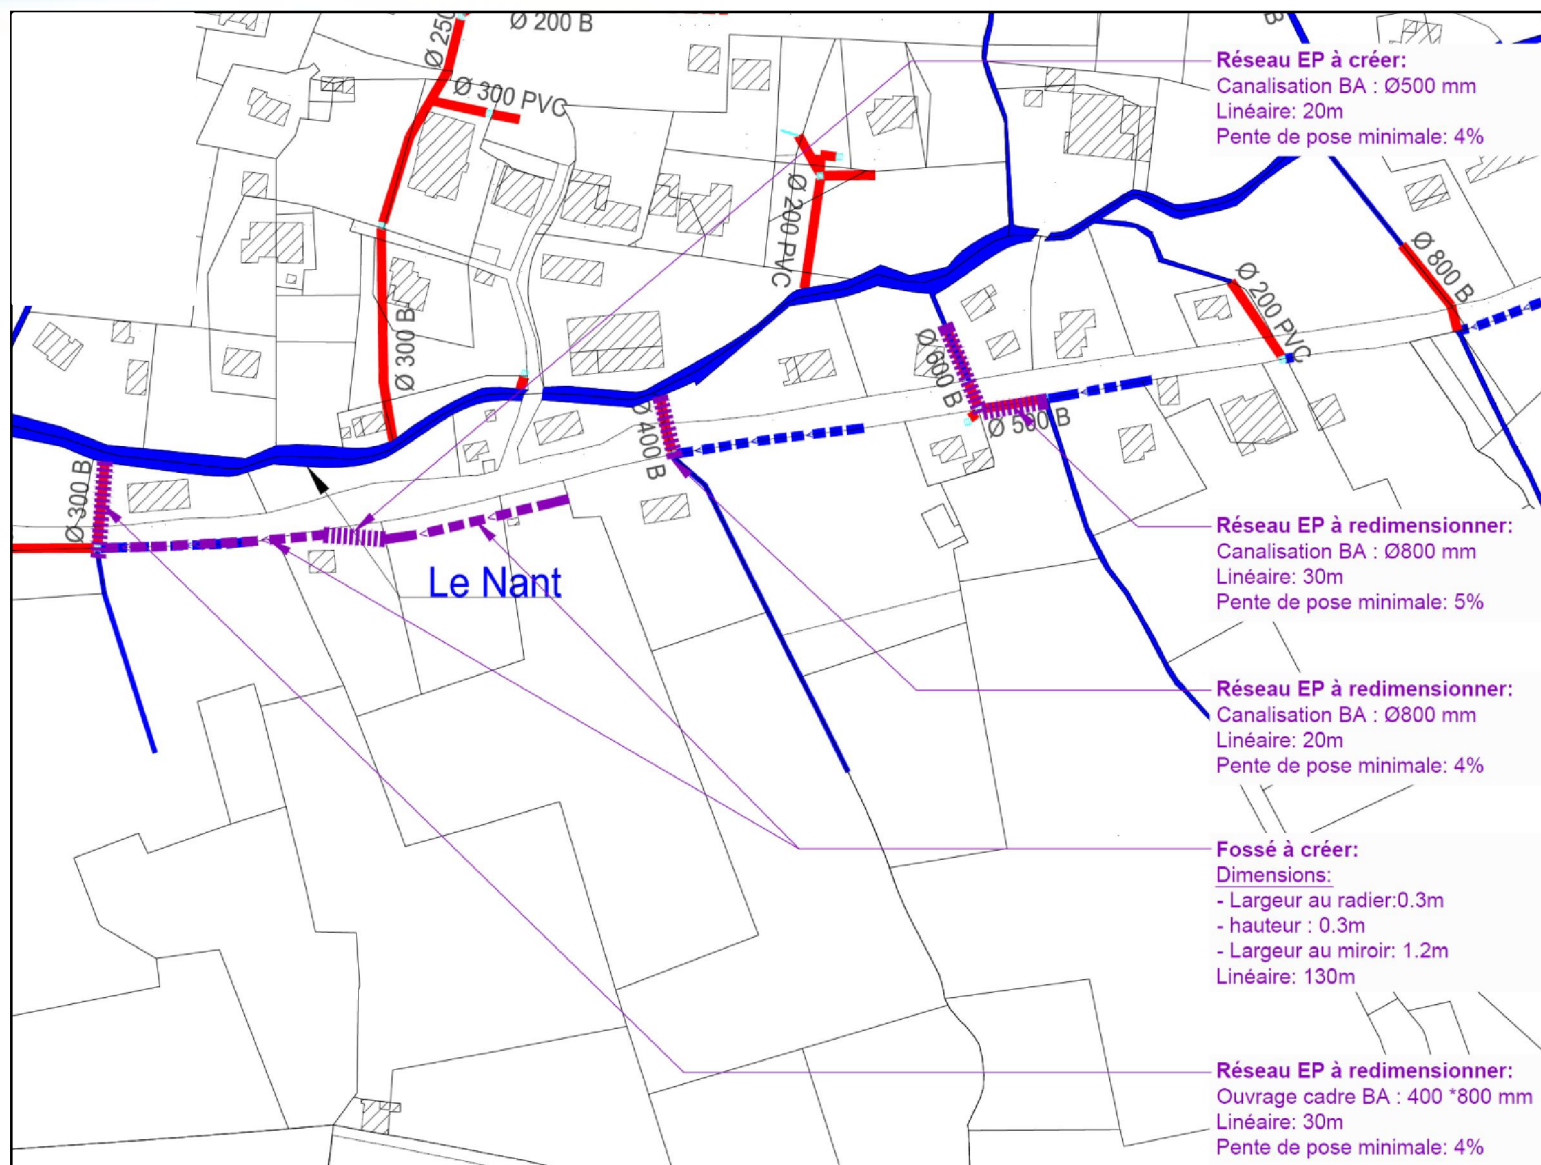 Ø 250
Ø 200 B
B
Ø 300 PVC
Ø 200 PVC
Ø 300 B
Ø 800 B
Ø 200 PVC
Ø 600 B
Ø 500 B
Ø 400 B
Ø 300 B
Le Nant
Réseau EP à créer:
Canalisation BA : Ø500 mm
Linéaire: 20m
Pente de pose minimale: 4%
Réseau EP à redimensionner:
Canalisation BA : Ø800 mm
Linéaire: 30m
Pente de pose minimale: 5%
Réseau EP à redimensionner:
Canalisation BA : Ø800 mm
Linéaire: 20m
Pente de pose minimale: 4%
Fossé à créer:
Dimensions:
- Largeur au radier:0.3m
- hauteur : 0.3m
- Largeur au miroir: 1.2m
Linéaire: 130m
Réseau EP à redimensionner:
Ouvrage cadre BA : 400 *800 mm
Linéaire: 30m
Pente de pose minimale: 4%